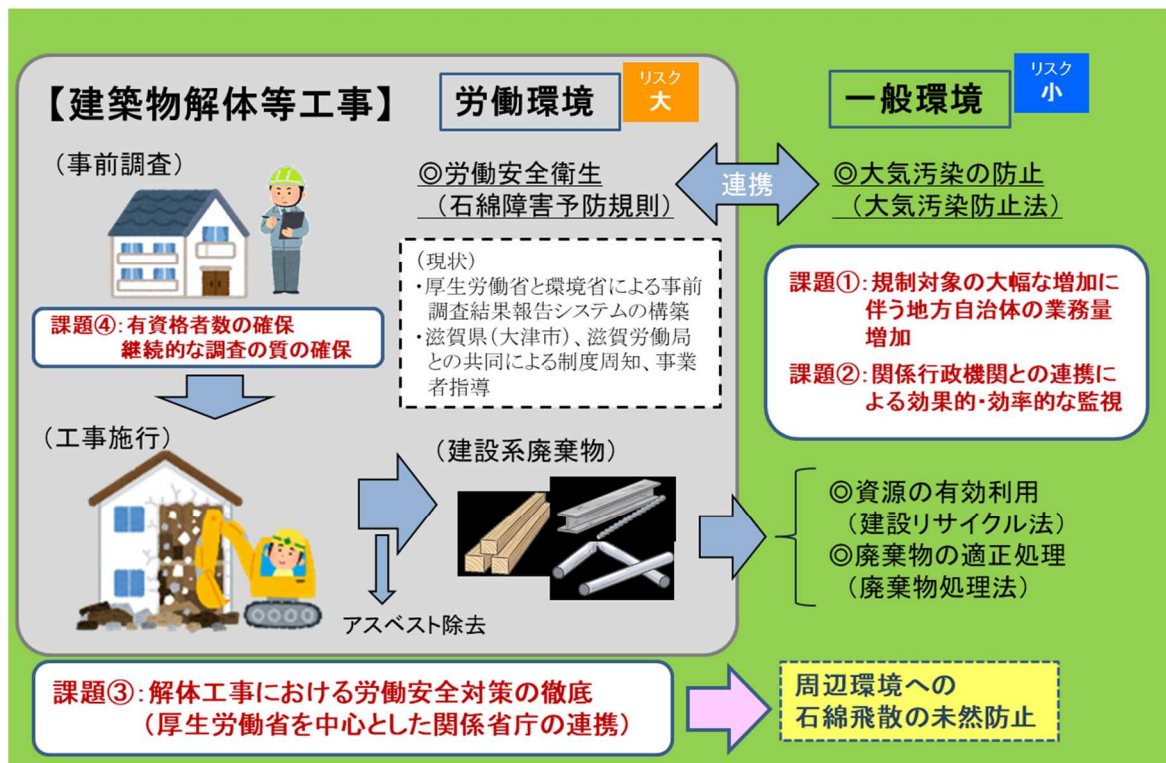 【建築物解体等工事】
労働環境
リスク
大
一般環境
リスク
小
（事前調査）
◎労働安全衛生
（石綿障害予防規則）
連携
◎大気汚染の防止
（大気汚染防止法）
（現状）
・厚生労働省と環境省による事前
調査結果報告システムの構築
・滋賀県（大津市）、滋賀労働局
との共同による制度周知、事業
者指導
課題①：規制対象の大幅な増加に
伴う地方自治体の業務量
増加
課題②：関係行政機関との連携に
よる効果的・効率的な監視
課題④：有資格者数の確保
継続的な調査の質の確保
（工事施行）
（建設系廃棄物）
アスベスト除去
◎資源の有効利用
（建設リサイクル法）
◎廃棄物の適正処理
（廃棄物処理法）
課題③：解体工事における労働安全対策の徹底
（厚生労働省を中心とした関係省庁の連携）
周辺環境への
石綿飛散の未然防止